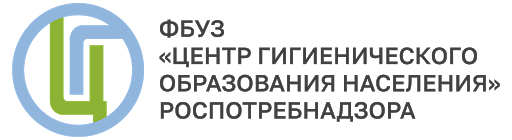 ФБУЗ
«ЦЕНТР ГИГИЕНИЧЕСКОГО
ОБРАЗОВАНИЯ НАСЕЛЕНИЯ»
РОСПОТРЕБНАДЗОРА